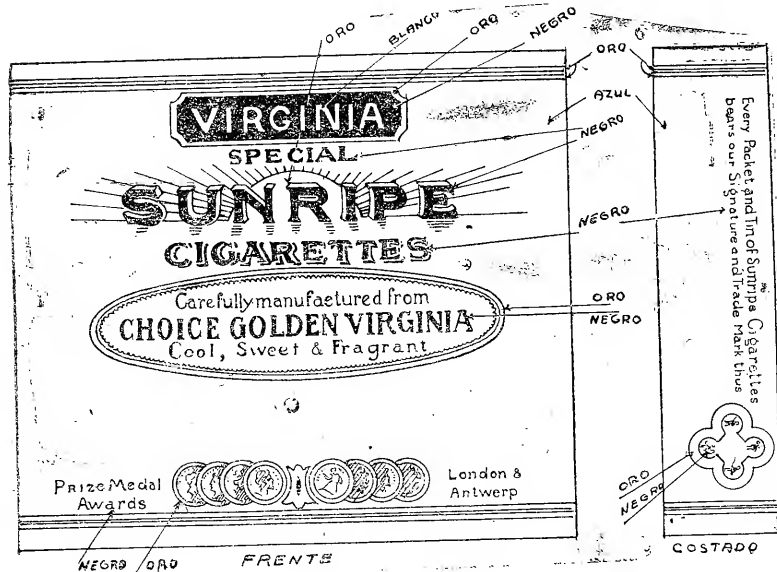 ORO BLANCO ORO NEGRO
ORO
AZUL
NEGRO
NEGRO
ORO
NEGRO
VIRGINIA
SPECIAL
SUNRIPE
CIGARETTES
Carefully manufactured from
CHOICE GOLDEN VIRGINIA
Cool, Sweet & Fragrant
Prize Medal
Awards
London &
Antwerp
NEGRO ORO
FRENTE
Every Packet and Tin of Sunripe Cigarettes
bears our Signature and Trade Mark thus
ORO
NEGRO
COSTADO